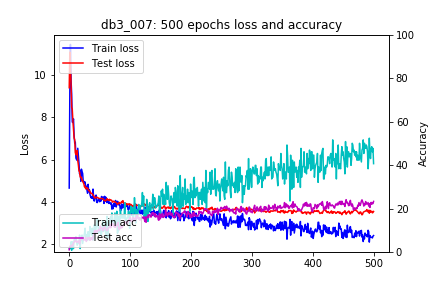 db3_007: 500 epochs loss and accuracy
Train loss
Test loss
Train acc
Test acc
Loss
12
10
8
6
4
2
Accuracy
100
80
60
40
20
0
0
100
200
300
400
500